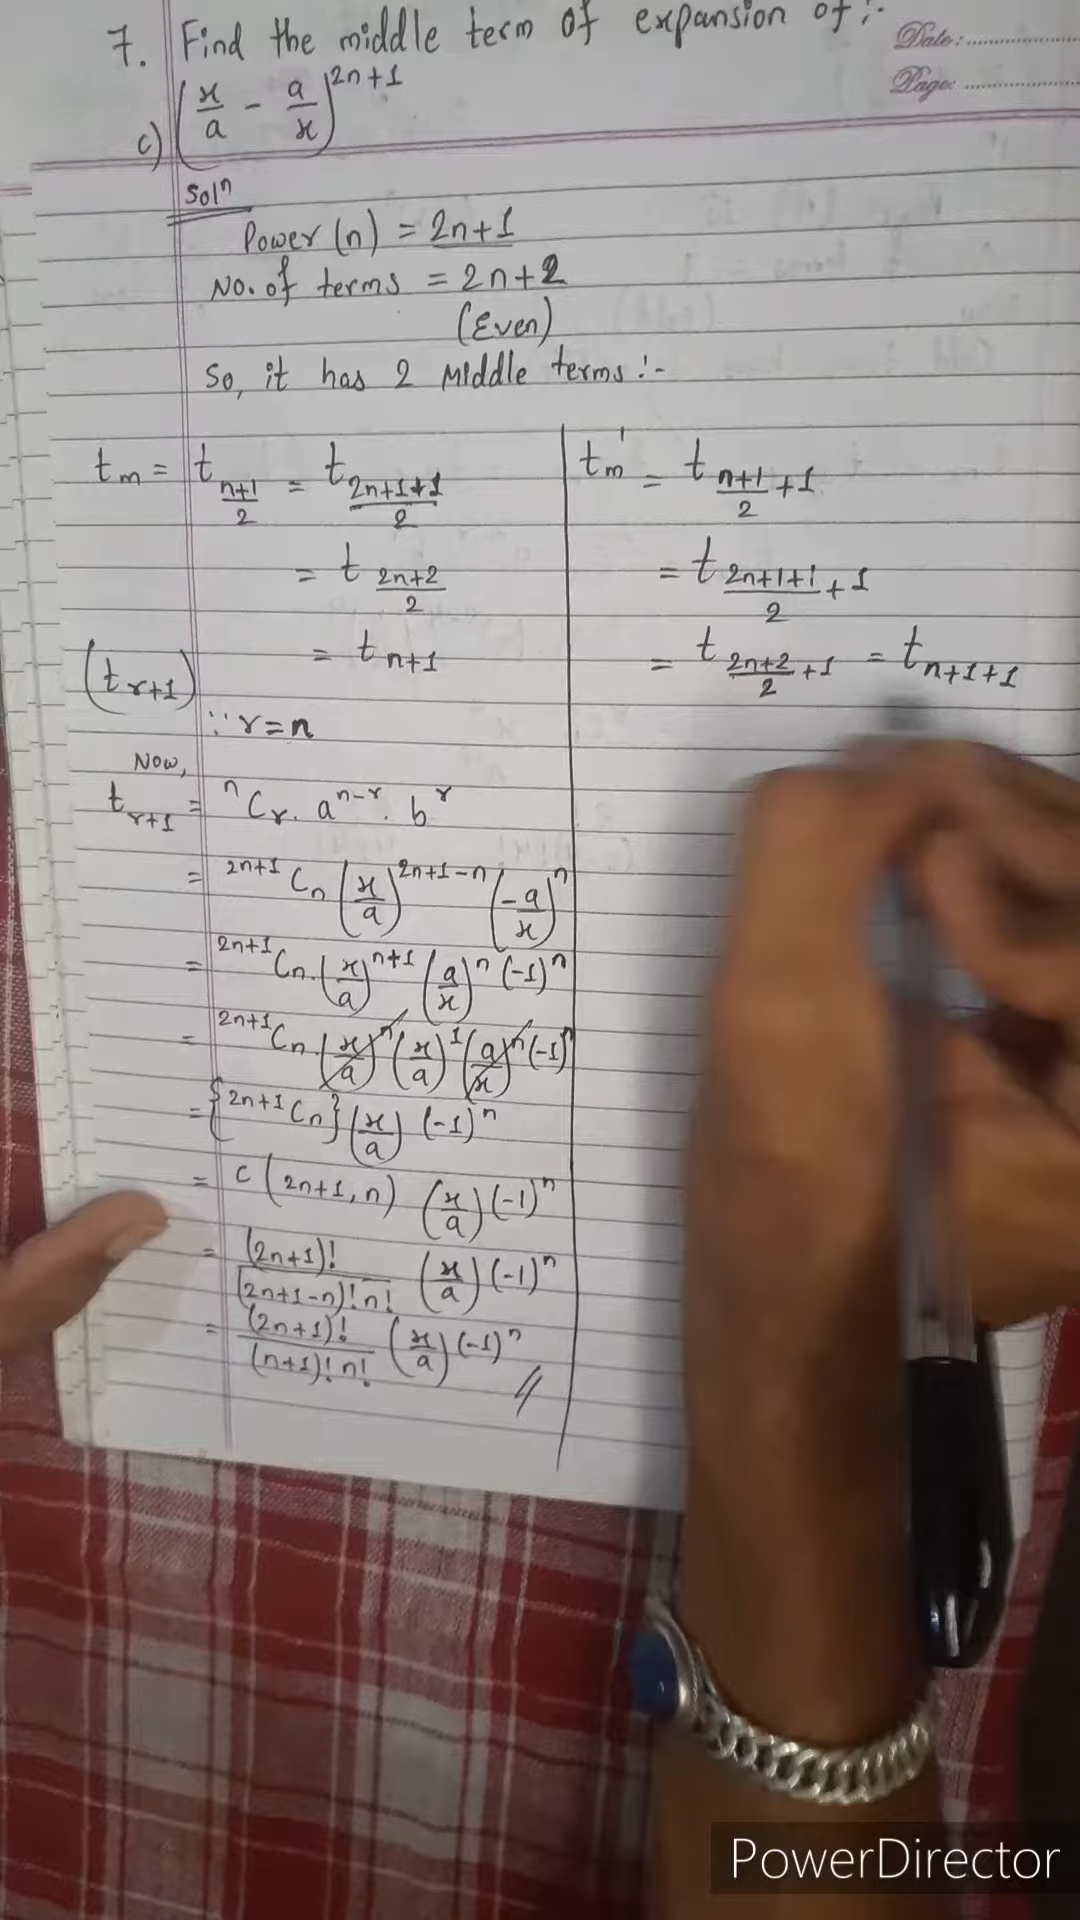 7. Find the middle term of expansion of :-
Date: ..............
Page: ..............
c) (x/a - a/x)^2n+1
Solⁿ
Power (n) = 2n+1
No. of terms = 2n+2
(Even)
So, it has 2 Middle terms :-
tm = t n+1/2 = t 2n+1+1/2
= t 2n+2/2
= t n+1
(t r+1)
∵ r = n
Now,
t r+1 = ⁿCr. a^n-r. b^r
= ²ⁿ⁺¹Cn (x/a)^2n+1-n (-a/x)^n
= ²ⁿ⁺¹Cn. (x/a)^n+1 (a/x)^n (-1)^n
= ²ⁿ⁺¹Cn. (x/a)^n (x/a)^1 (a/x)^n (-1)^n
= {²ⁿ⁺¹Cn} (x/a) (-1)^n
= c (2n+1, n) (x/a) (-1)^n
= (2n+1)!/(2n+1-n)! n! (x/a) (-1)^n
= (2n+1)!/(n+1)! n! (x/a) (-1)^n //
tm' = t n+1/2 +1
= t 2n+1+1/2 +1
= t 2n+2/2 +1 = t n+1+1
PowerDirector